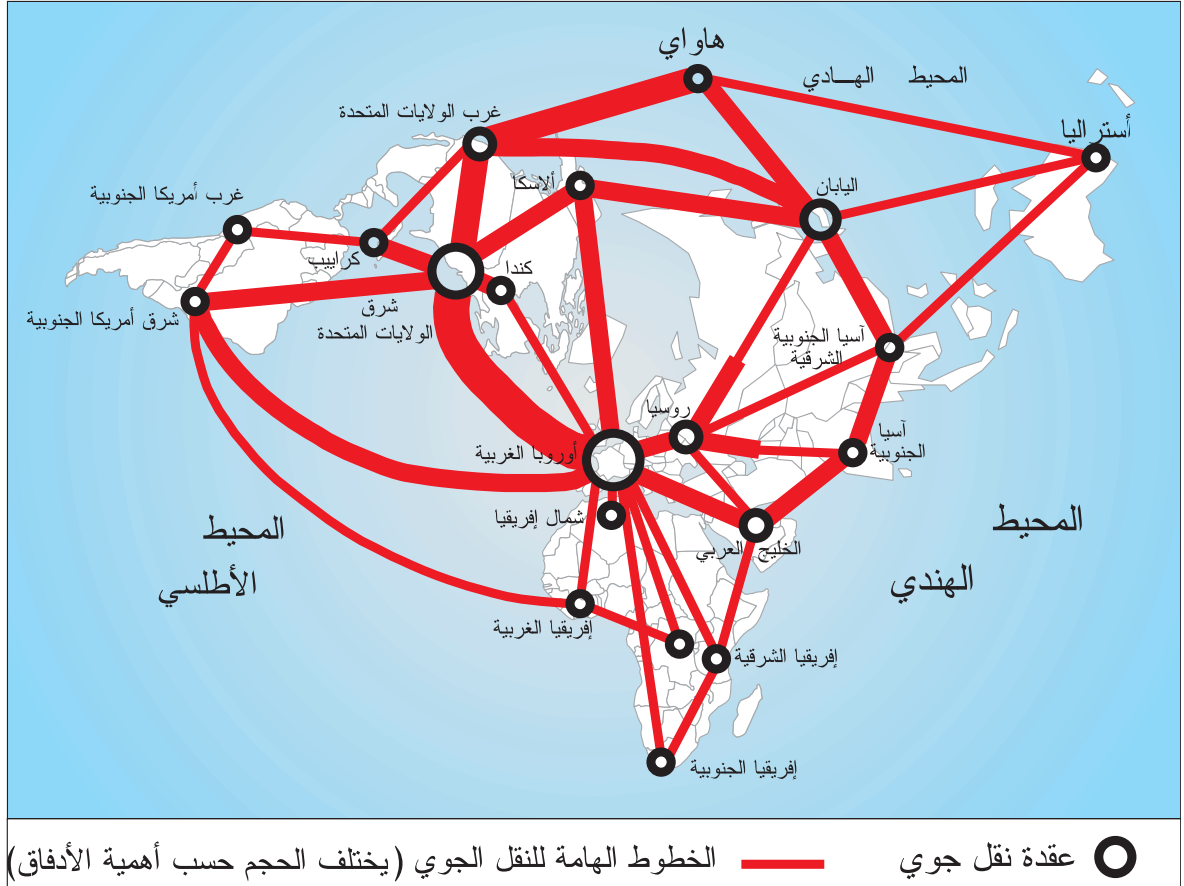 هاواي
المحيط الهـــادي
غرب الولايات المتحدة
أستراليا
ألاسكا
اليابان
غرب أمريكا الجنوبية
كراييب
كندا
شرق أمريكا الجنوبية
شرق
الولايات المتحدة
آسيا الجنوبية
الشرقية
روسيا
آسيا
الجنوبية
أوروبا الغربية
شمال إفريقيا
المحيط
الأطلسي
الخليج العربي
المحيط
الهندي
إفريقيا الغربية
إفريقيا الشرقية
إفريقيا الجنوبية
عقدة نقل جوي
الخطوط الهامة للنقل الجوي (يختلف الحجم حسب أهمية الأدفاق)